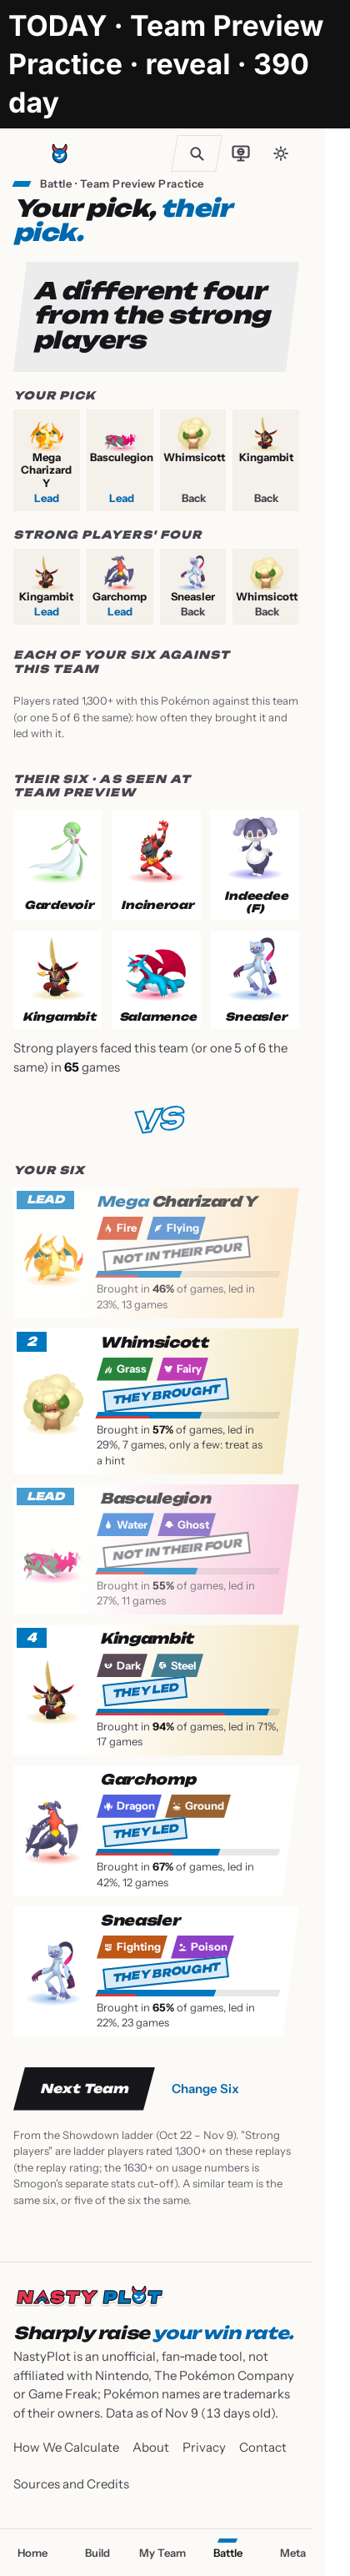 TODAY · Team Preview
Practice · reveal · 390
day
Battle · Team Preview Practice
Your pick, their
pick.
A different four
from the strong
players
YOUR PICK
Mega
Charizard
Y
Lead
Basculegion
Lead
Whimsicott
Back
Kingambit
Back
STRONG PLAYERS' FOUR
Kingambit
Lead
Garchomp
Lead
Sneasler
Back
Whimsicott
Back
EACH OF YOUR SIX AGAINST
THIS TEAM
Players rated 1,300+ with this Pokémon against this team
(or one 5 of 6 the same): how often they brought it and
led with it.
THEIR SIX · AS SEEN AT
TEAM PREVIEW
Gardevoir
Incineroar
Indeedee
(F)
Kingambit
Salamence
Sneasler
Strong players faced this team (or one 5 of 6 the
same) in 65 games
VS
YOUR SIX
LEAD
Mega Charizard Y
Fire
Flying
NOT IN THEIR FOUR
Brought in 46% of games, led in
23%, 13 games
2
Whimsicott
Grass
Fairy
THEY BROUGHT
Brought in 57% of games, led in
29%, 7 games, only a few: treat as
a hint
LEAD
Basculegion
Water
Ghost
NOT IN THEIR FOUR
Brought in 55% of games, led in
27%, 11 games
4
Kingambit
Dark
Steel
THEY LED
Brought in 94% of games, led in 71%,
17 games
Garchomp
Dragon
Ground
THEY LED
Brought in 67% of games, led in
42%, 12 games
Sneasler
Fighting
Poison
THEY BROUGHT
Brought in 65% of games, led in
22%, 23 games
Next Team
Change Six
From the Showdown ladder (Oct 22 – Nov 9). "Strong
players" are ladder players rated 1,300+ on these replays
(the replay rating; the 1630+ on usage numbers is
Smogon's separate stats cut-off). A similar team is the
same six, or five of the six the same.
NASTY PLOT
Sharply raise your win rate.
NastyPlot is an unofficial, fan-made tool, not
affiliated with Nintendo, The Pokémon Company
or Game Freak; Pokémon names are trademarks
of their owners. Data as of Nov 9 (13 days old).
How We Calculate
About
Privacy
Contact
Sources and Credits
Home
Build
My Team
Battle
Meta